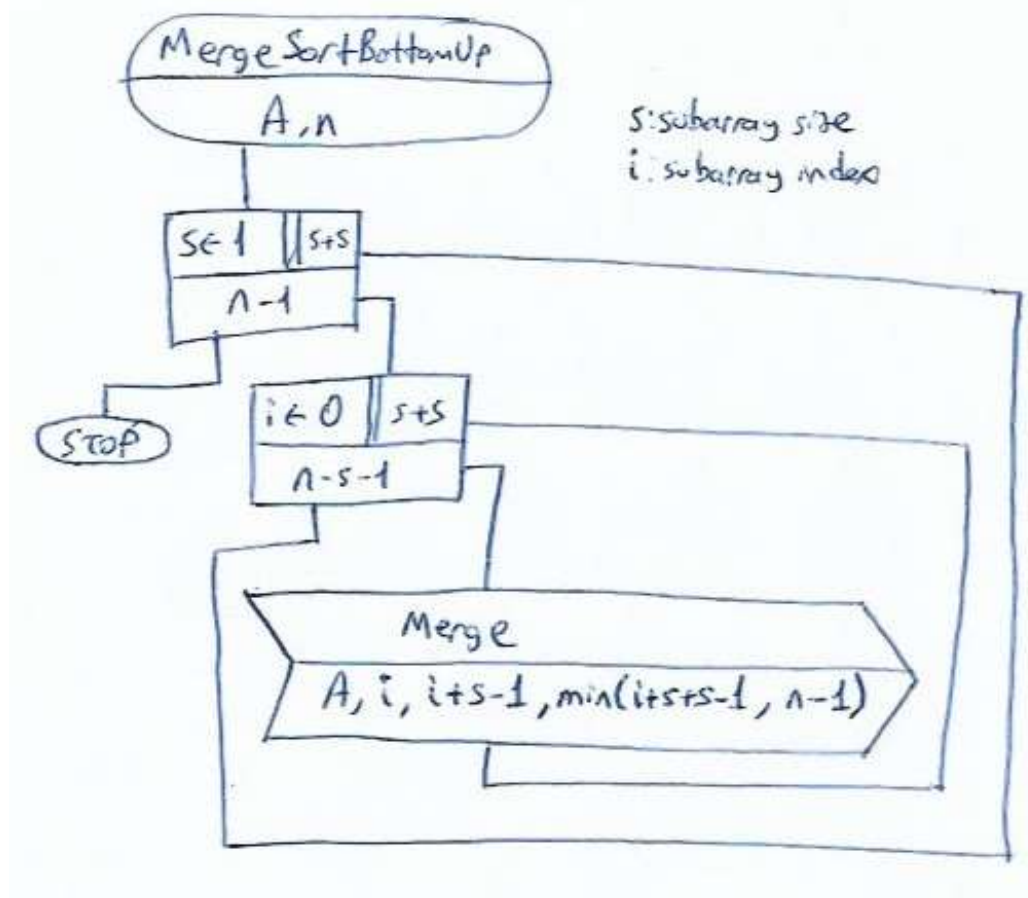 MergeSortBottomUp
A, n
s: subarray size
i: subarray index
s ← 1
s+s
n-1
STOP
i ← 0
s+s
n-s-1
Merge
A, i, i+s-1, min(i+s+s-1, n-1)